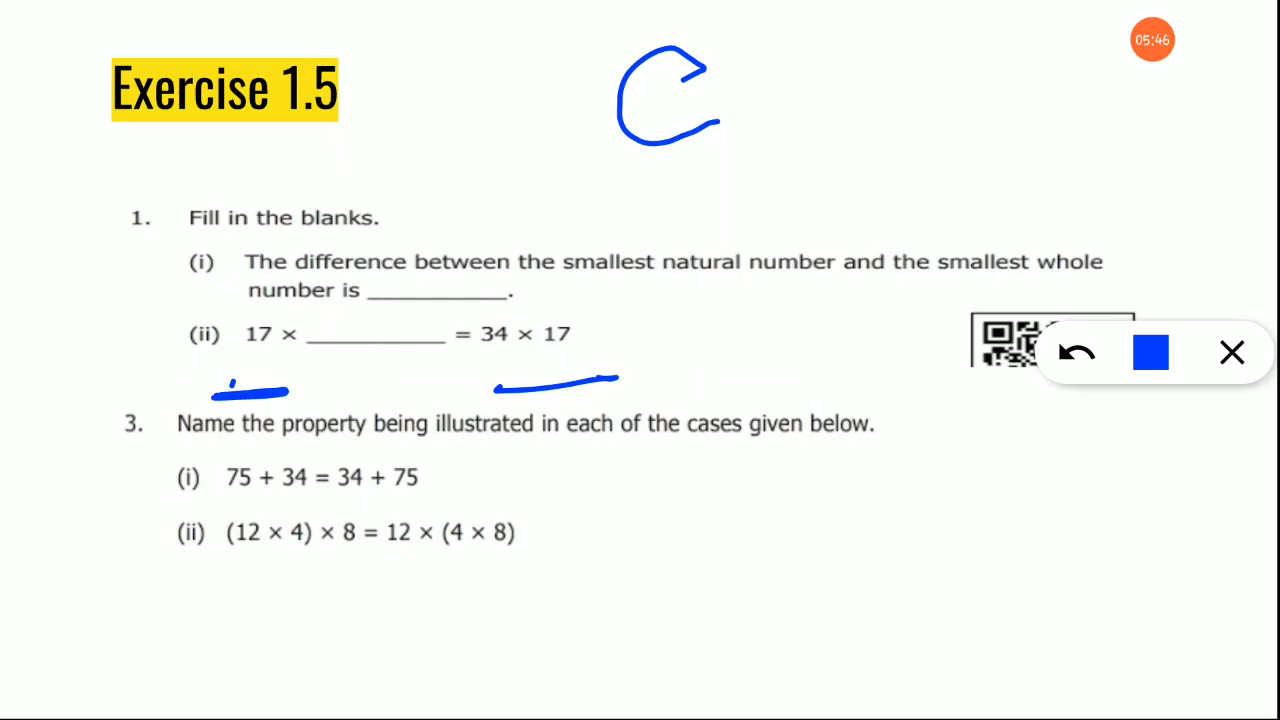 05:46
Exercise 1.5
C
1. Fill in the blanks.
(i) The difference between the smallest natural number and the smallest whole
number is ___________.
(ii) 17 × ___________ = 34 × 17
3. Name the property being illustrated in each of the cases given below.
(i) 75 + 34 = 34 + 75
(ii) (12 × 4) × 8 = 12 × (4 × 8)